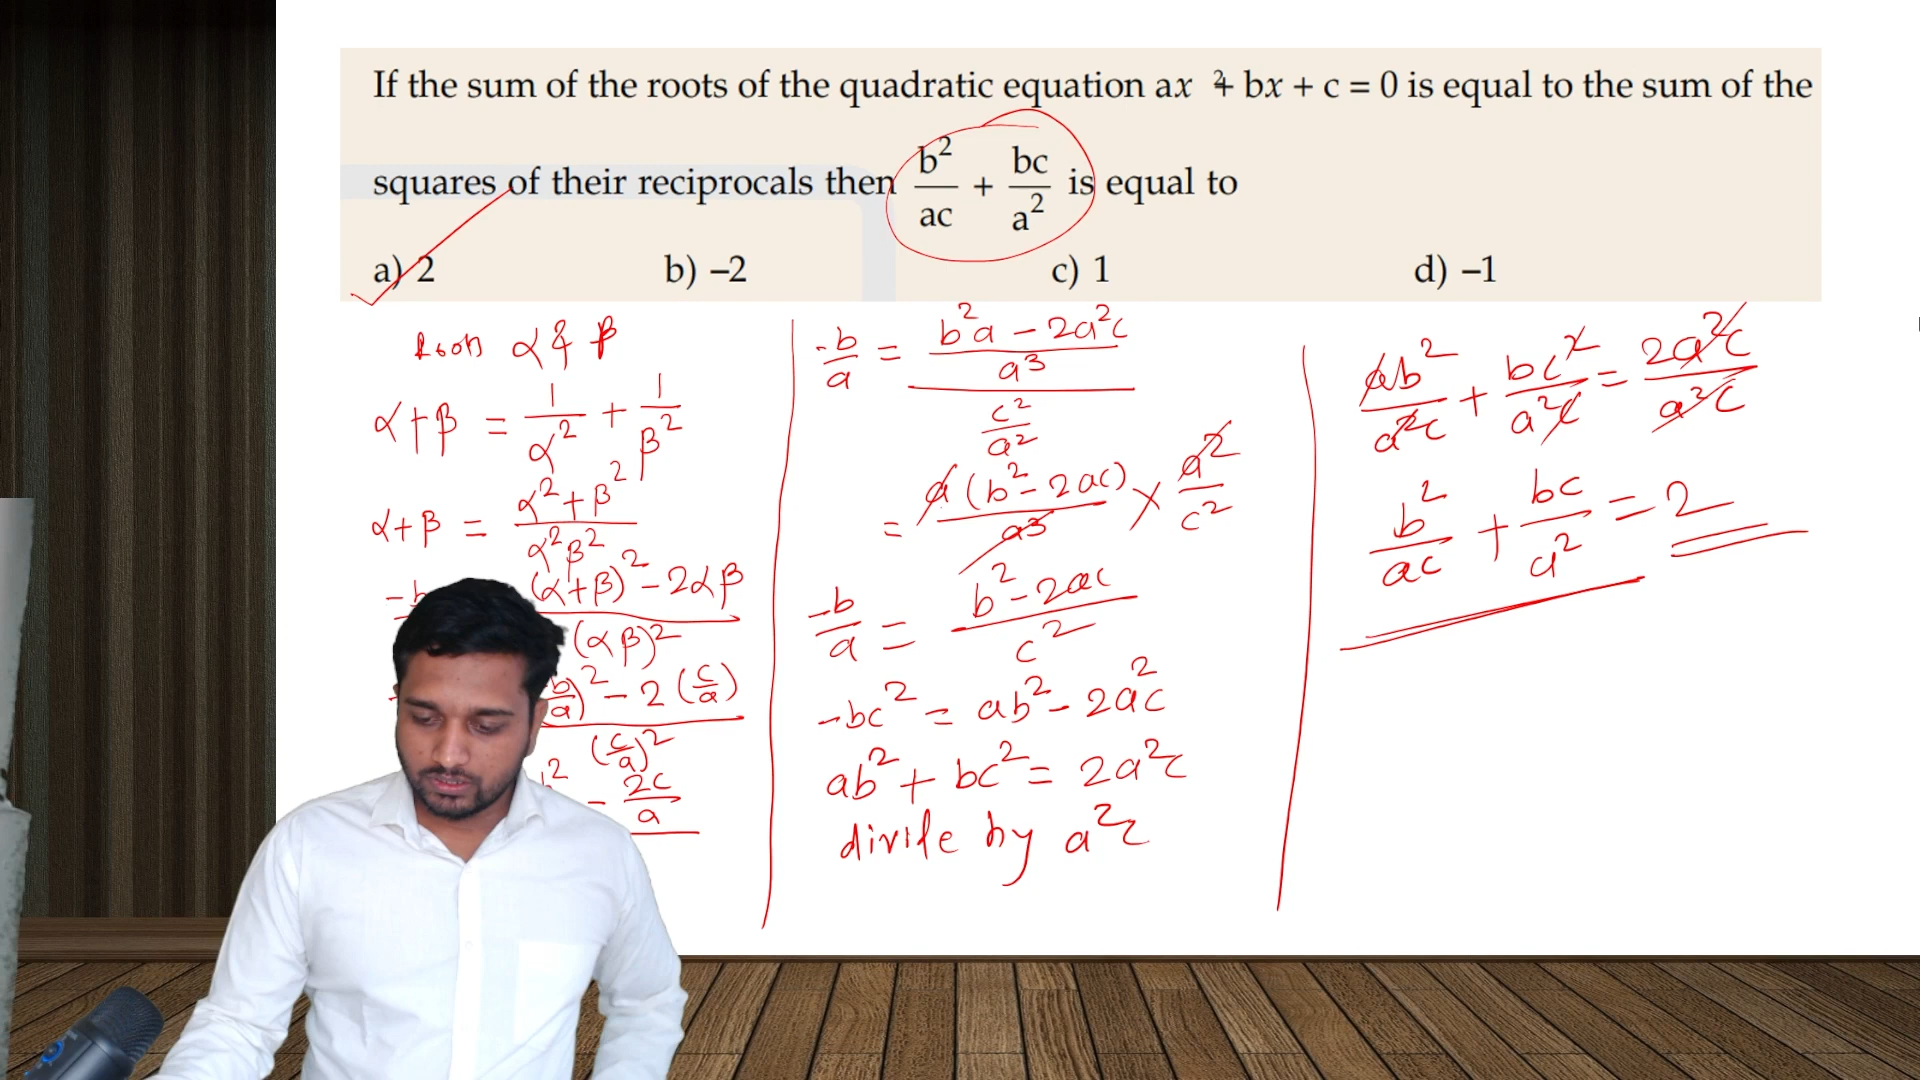 If the sum of the roots of the quadratic equation ax² + bx + c = 0 is equal to the sum of the
squares of their reciprocals then b²/ac + bc/a² is equal to
a) 2 b) –2 c) 1 d) –1
α & β
α+β = 1/α² + 1/β²
α+β = (α²+β²)/(α²β²)
((α+β)² - 2αβ)/(αβ)²
- 2(c/a)
(c/a)²
- 2c/a
-b/a = ((b²a - 2a²c)/a³)/(c²/a²)
= a(b² - 2ac)/a³ × a²/c²
-b/a = (b² - 2ac)/c²
-bc² = ab² - 2a²c
ab² + bc² = 2a²c
divide by a²c
ab²/a²c + bc²/a²c = 2a²c/a²c
b²/ac + bc/a² = 2